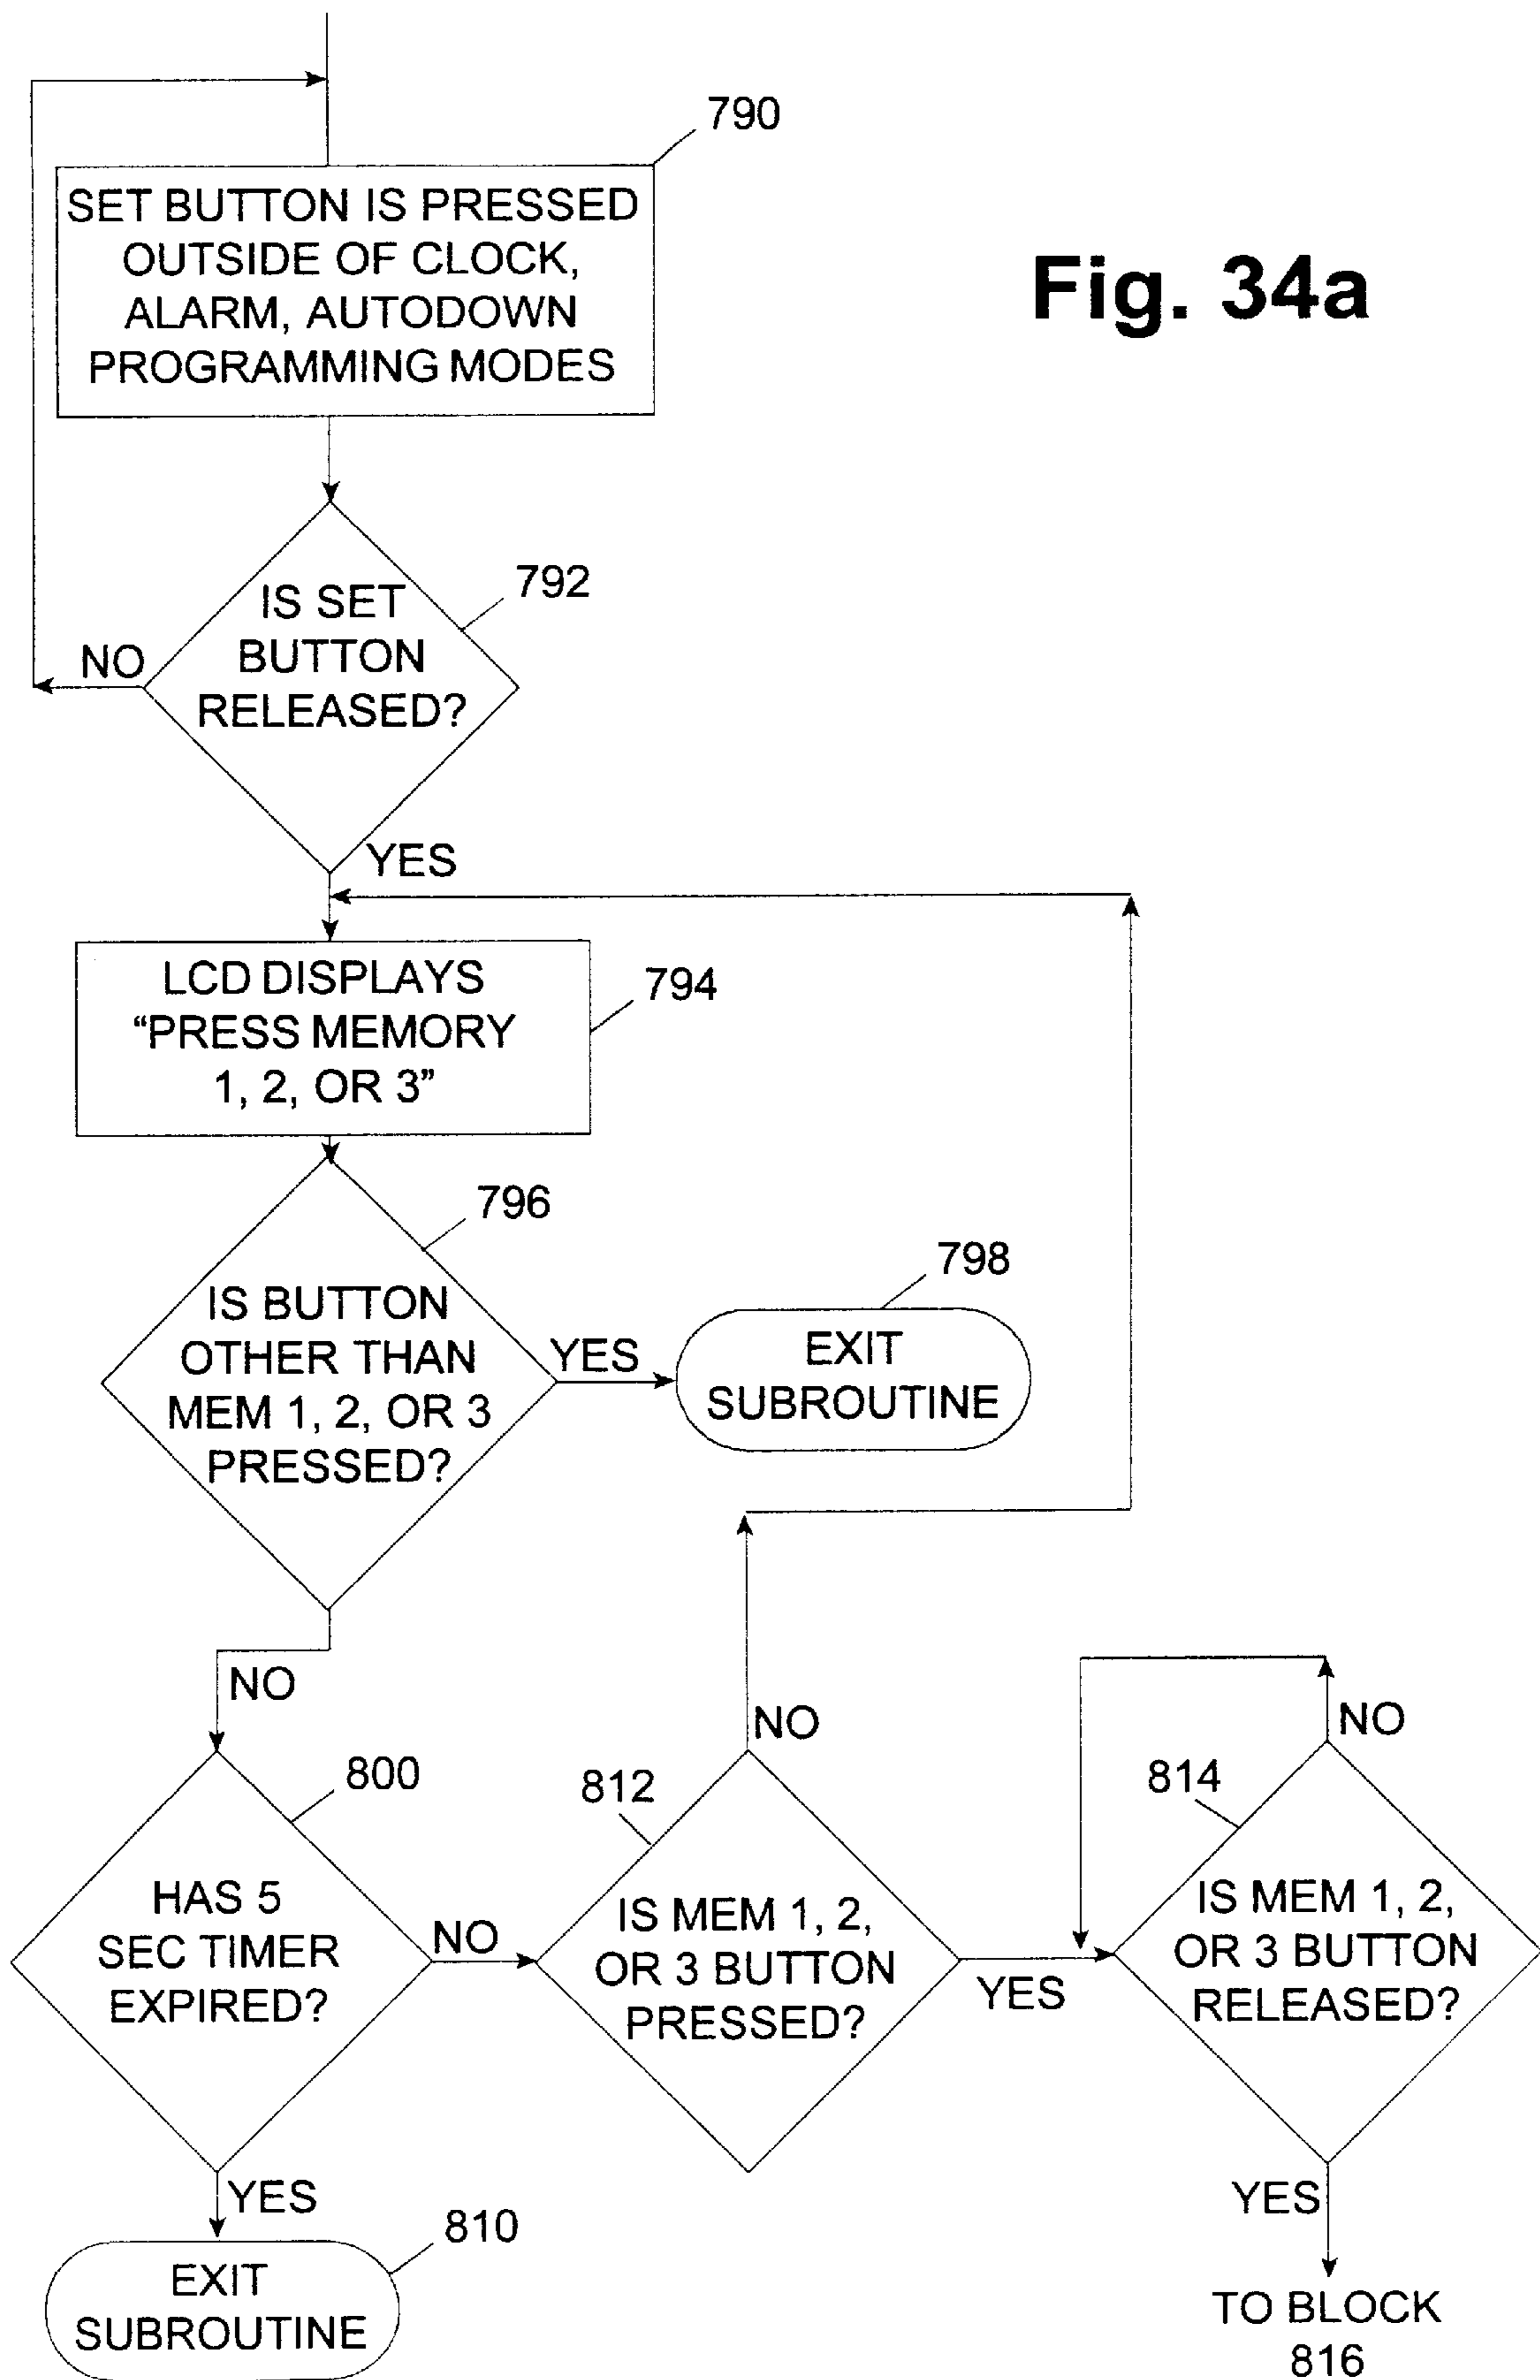 790
SET BUTTON IS PRESSED
OUTSIDE OF CLOCK,
ALARM, AUTODOWN
PROGRAMMING MODES
Fig. 34a
792
IS SET
BUTTON
RELEASED?
NO
YES
LCD DISPLAYS
“PRESS MEMORY
1, 2, OR 3”
794
796
IS BUTTON
OTHER THAN
MEM 1, 2, OR 3
PRESSED?
YES
798
EXIT
SUBROUTINE
NO
800
HAS 5
SEC TIMER
EXPIRED?
NO
YES
810
EXIT
SUBROUTINE
812
NO
IS MEM 1, 2,
OR 3 BUTTON
PRESSED?
YES
814
NO
IS MEM 1, 2,
OR 3 BUTTON
RELEASED?
YES
TO BLOCK
816